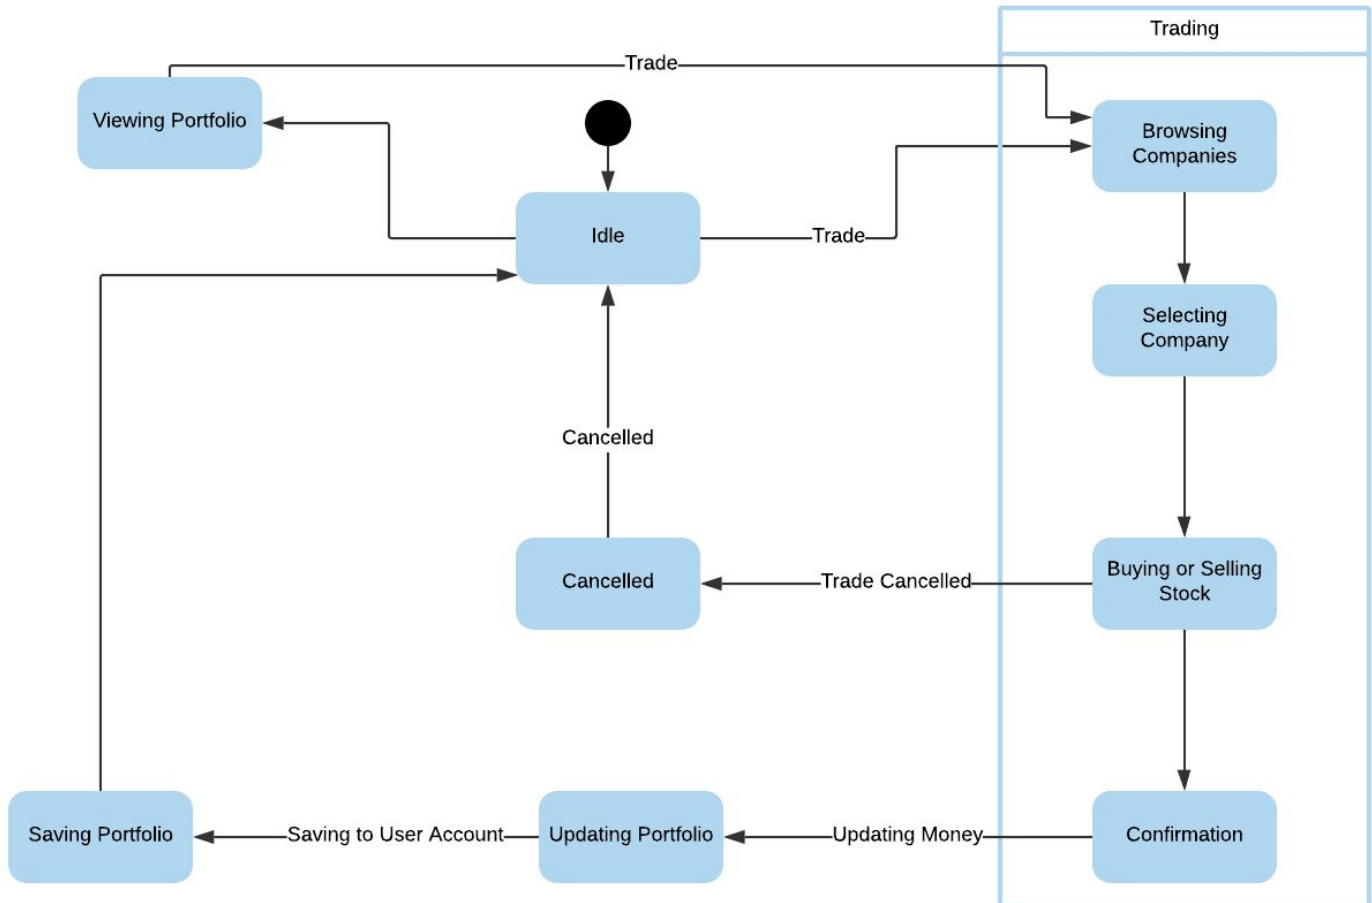 Trading
Trade
Viewing Portfolio
Browsing
Companies
Idle
Trade
Selecting
Company
Cancelled
Cancelled
Trade Cancelled
Buying or Selling
Stock
Saving Portfolio
Saving to User Account
Updating Portfolio
Updating Money
Confirmation